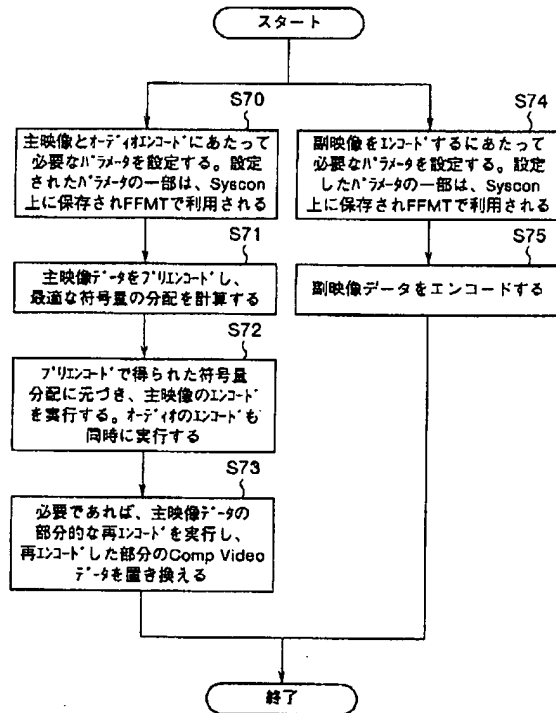 スタート
S70
主映像とオーディオエンコードにあたって
必要なパラメータを設定する。設定
されたパラメータの一部は、Syscon
上に保存されFFMTで利用される
S71
主映像データをプリエンコードし、
最適な符号量の分配を計算する
S72
プリエンコードで得られた符号量
分配に元づき、主映像のエンコード
を実行する。オーディオのエンコードも
同時に実行する
S73
必要であれば、主映像データの
部分的な再エンコードを実行し、
再エンコードした部分のComp Video
データを置き換える
S74
副映像をエンコードするにあたって
必要なパラメータを設定する。設定
したパラメータの一部は、Syscon
上に保存されFFMTで利用される
S75
副映像データをエンコードする
終了